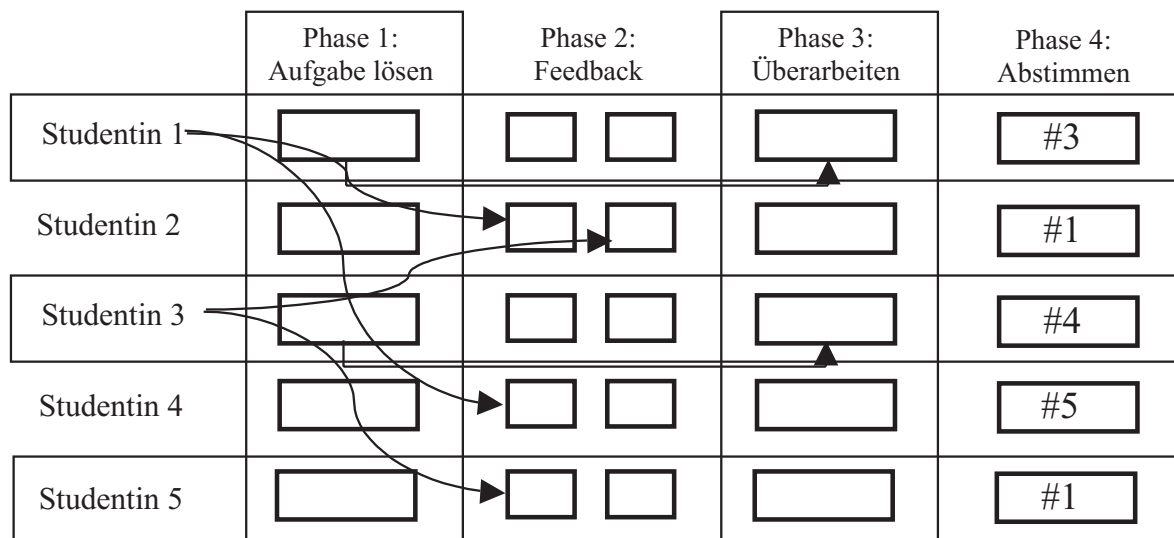 Phase 1:
Aufgabe lösen
Phase 2:
Feedback
Phase 3:
Überarbeiten
Phase 4:
Abstimmen
Studentin 1
#3
Studentin 2
#1
Studentin 3
#4
Studentin 4
#5
Studentin 5
#1